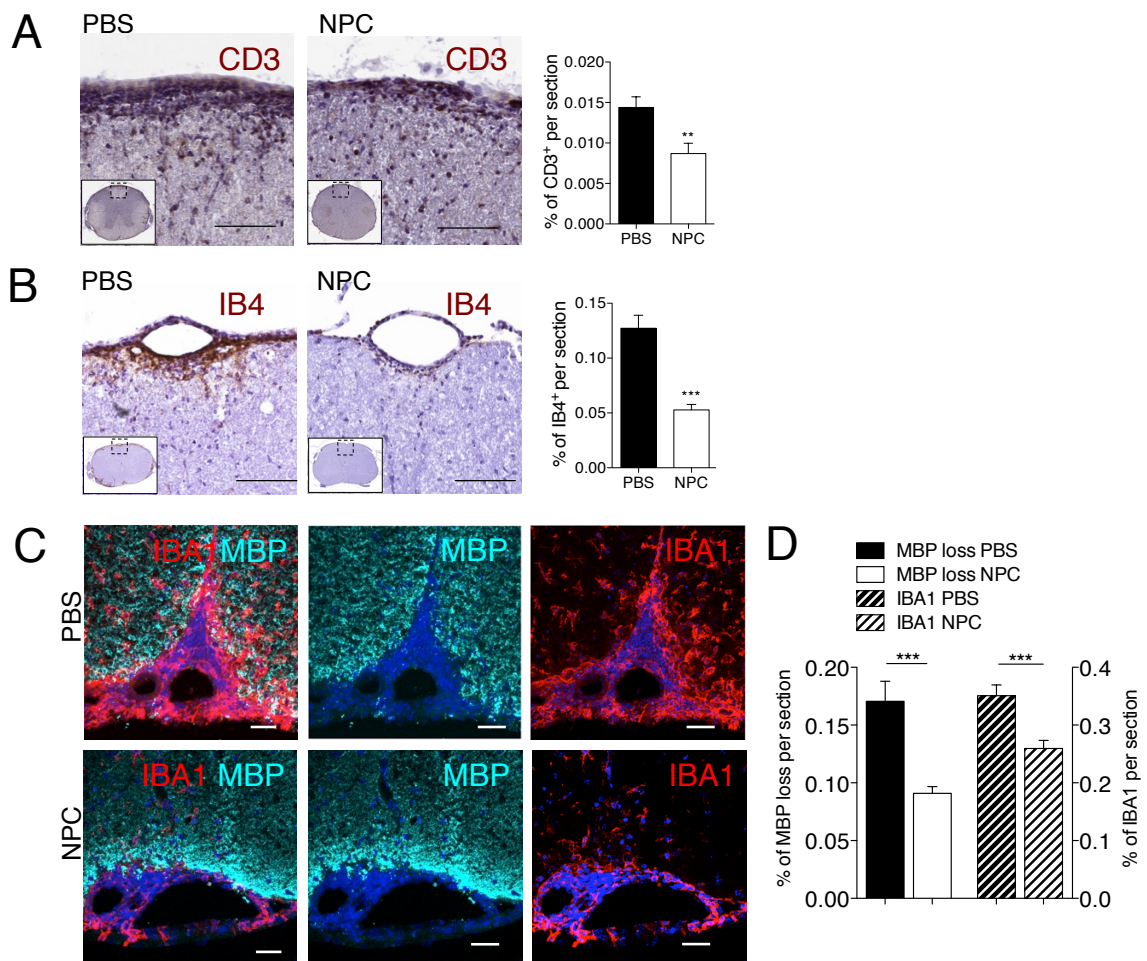 A
PBS
CD3
NPC
CD3
% of CD3⁺ per section
0.020
0.015
0.010
0.005
0.000
**
PBS
NPC
B
PBS
IB4
NPC
IB4
% of IB4⁺ per section
0.15
0.10
0.05
0.00
***
PBS
NPC
C
PBS
IBA1 MBP
MBP
IBA1
NPC
IBA1 MBP
MBP
IBA1
D
MBP loss PBS
MBP loss NPC
IBA1 PBS
IBA1 NPC
% of MBP loss per section
0.20
0.15
0.10
0.05
0.00
***
***
0.4
0.3
0.2
0.1
0.0
% of IBA1 per section